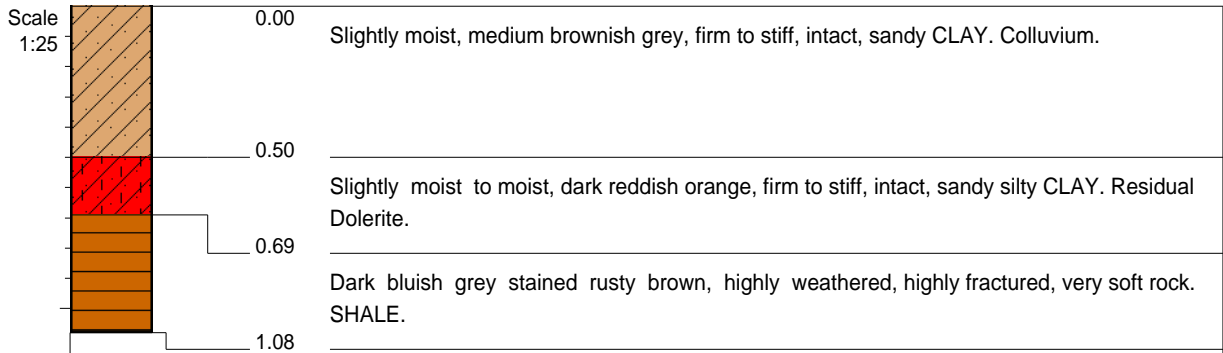 Scale
1:25
0.00
Slightly moist, medium brownish grey, firm to stiff, intact, sandy CLAY. Colluvium.
0.50
Slightly moist to moist, dark reddish orange, firm to stiff, intact, sandy silty CLAY. Residual
Dolerite.
0.69
Dark bluish grey stained rusty brown, highly weathered, highly fractured, very soft rock.
SHALE.
1.08